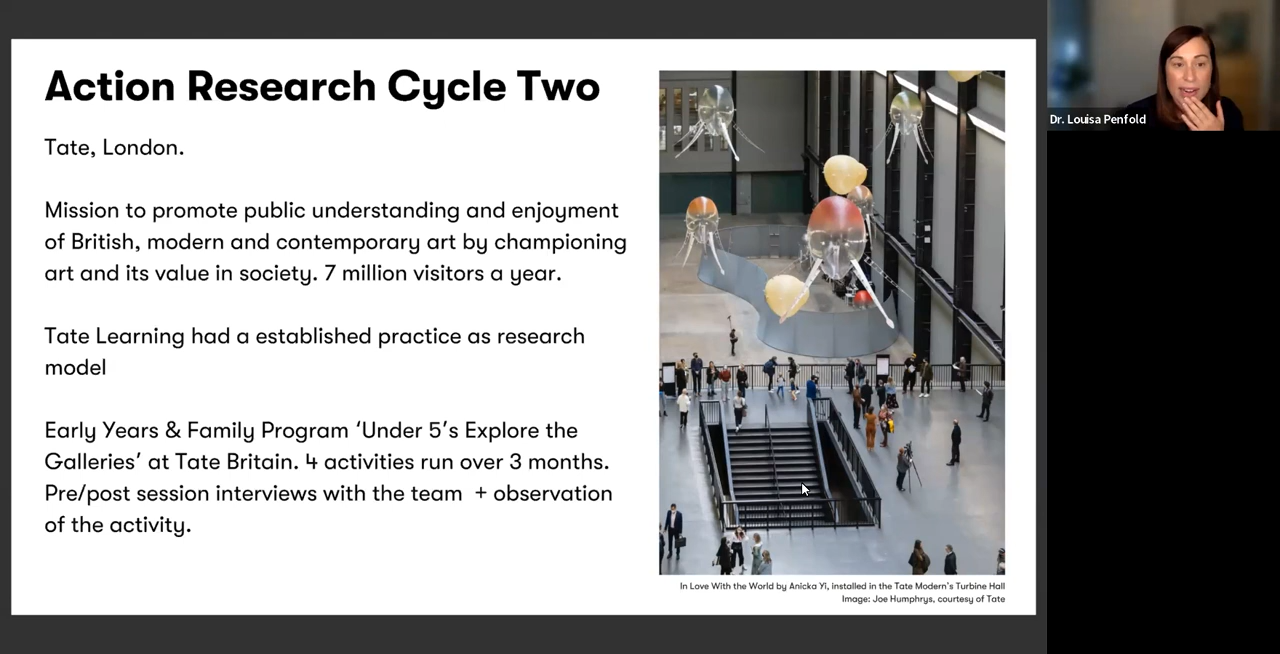 Action Research Cycle Two
Tate, London.
Mission to promote public understanding and enjoyment
of British, modern and contemporary art by championing
art and its value in society. 7 million visitors a year.
Tate Learning had a established practice as research
model
Early Years & Family Program ‘Under 5’s Explore the
Galleries’ at Tate Britain. 4 activities run over 3 months.
Pre/post session interviews with the team + observation
of the activity.
In Love With the World by Anicka Yi, installed in the Tate Modern’s Turbine Hall
Image: Joe Humphrys, courtesy of Tate
Dr. Louisa Penfold